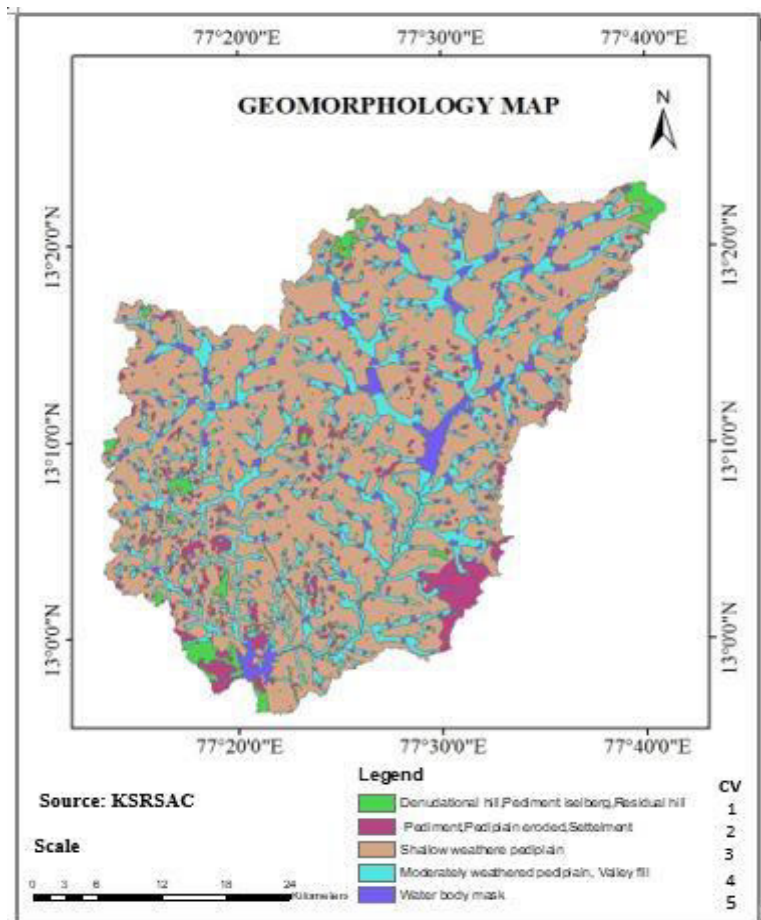 77°20'0"E 77°30'0"E 77°40'0"E
GEOMORPHOLOGY MAP
N
13°20'0"N 13°20'0"N
13°10'0"N 13°10'0"N
13°0'0"N 13°0'0"N
77°20'0"E 77°30'0"E 77°40'0"E
Legend
CV
Source: KSRSAC
Denudational hill,Pediment iselberg,Residual hill 1
Pediment,Pediplain eroded,Settelment 2
Scale
Shallow weathere pediplain 3
Moderately weathered pediplain, Valley fill 4
0 3 6 12 18 24
Kilometers
Water body mask 5